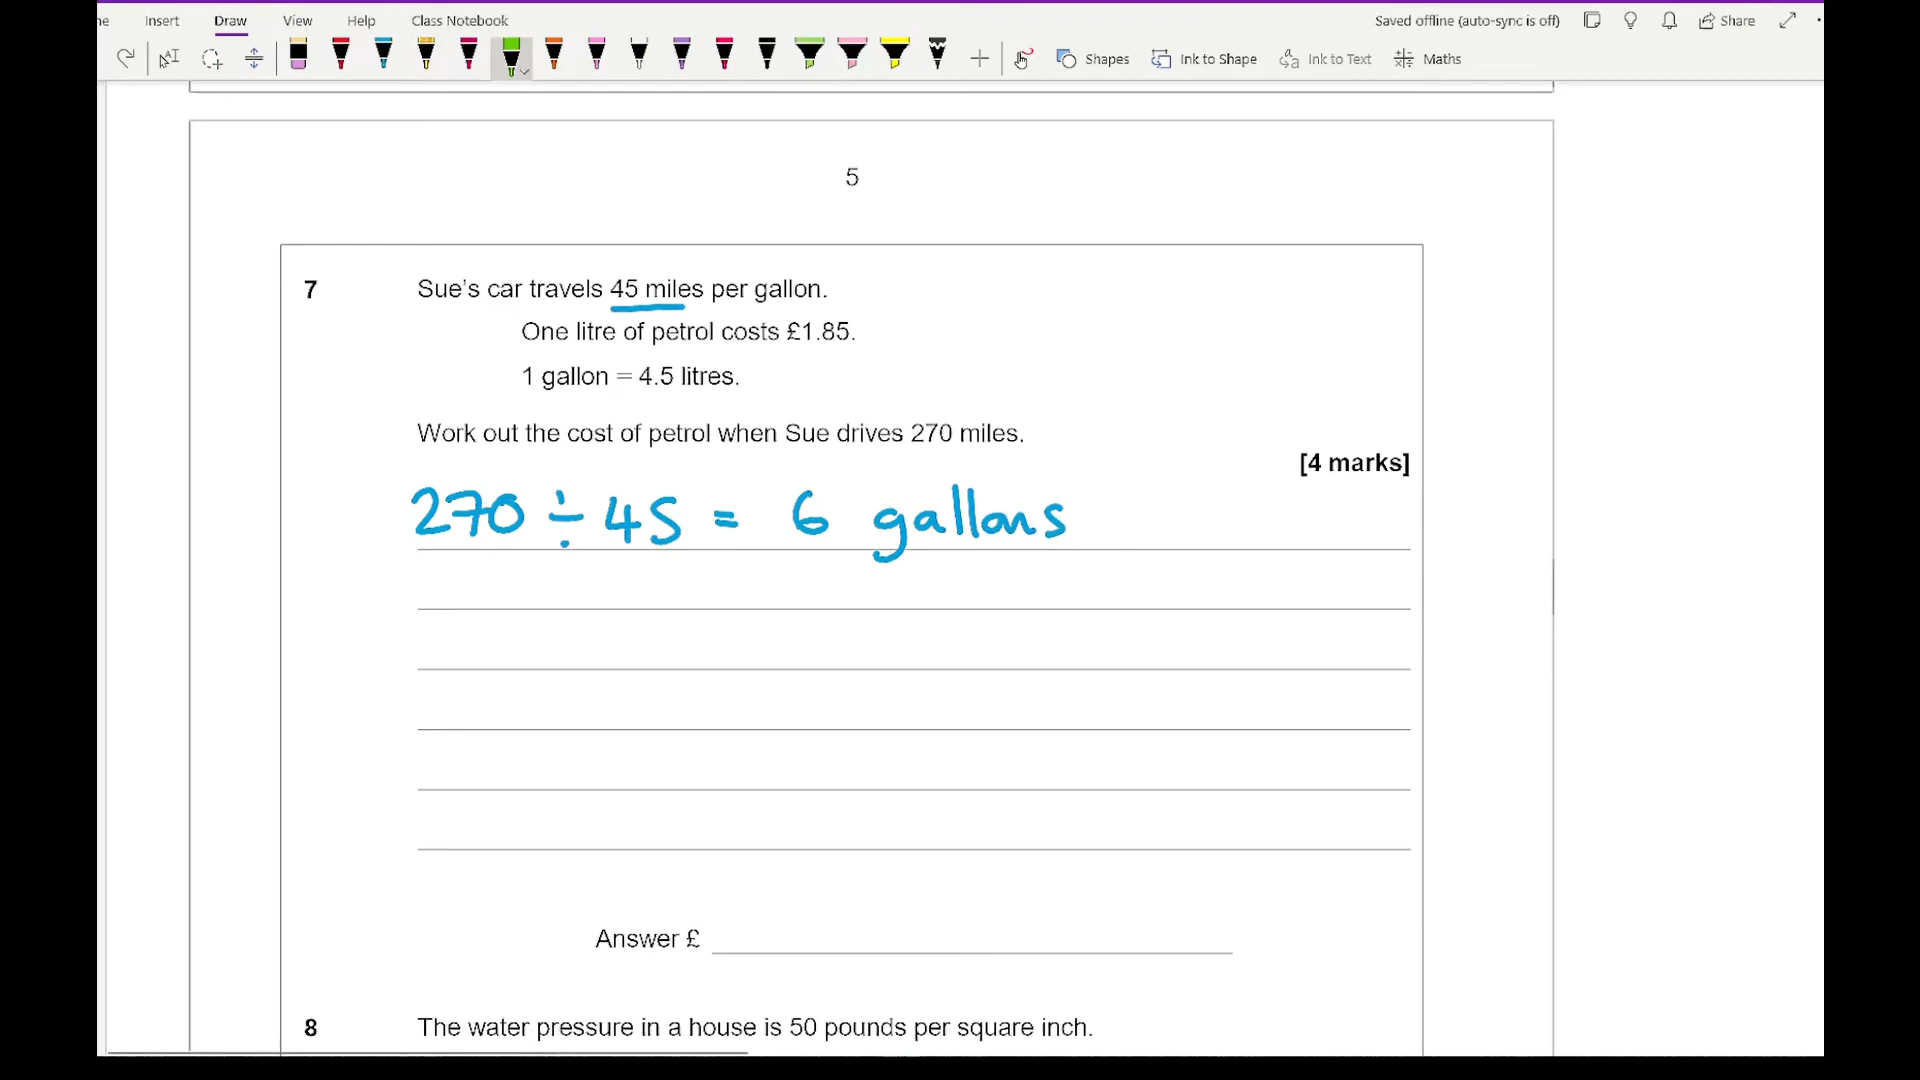 Insert Draw View Help Class Notebook Saved offline (auto-sync is off) Share
Shapes Ink to Shape Ink to Text Maths
5
7 Sue's car travels 45 miles per gallon.
One litre of petrol costs £1.85.
1 gallon = 4.5 litres.
Work out the cost of petrol when Sue drives 270 miles.
[4 marks]
270 ÷ 45 = 6 gallons
Answer £
8 The water pressure in a house is 50 pounds per square inch.